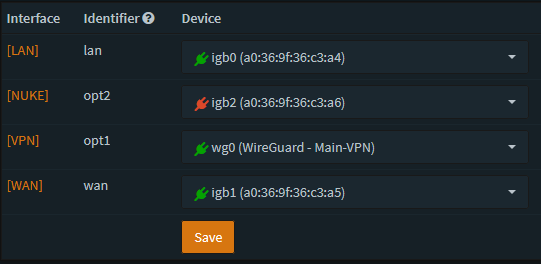 Interface Identifier Device
[LAN] lan igb0 (a0:36:9f:36:c3:a4)
[NUKE] opt2 igb2 (a0:36:9f:36:c3:a6)
[VPN] opt1 wg0 (WireGuard - Main-VPN)
[WAN] wan igb1 (a0:36:9f:36:c3:a5)
Save